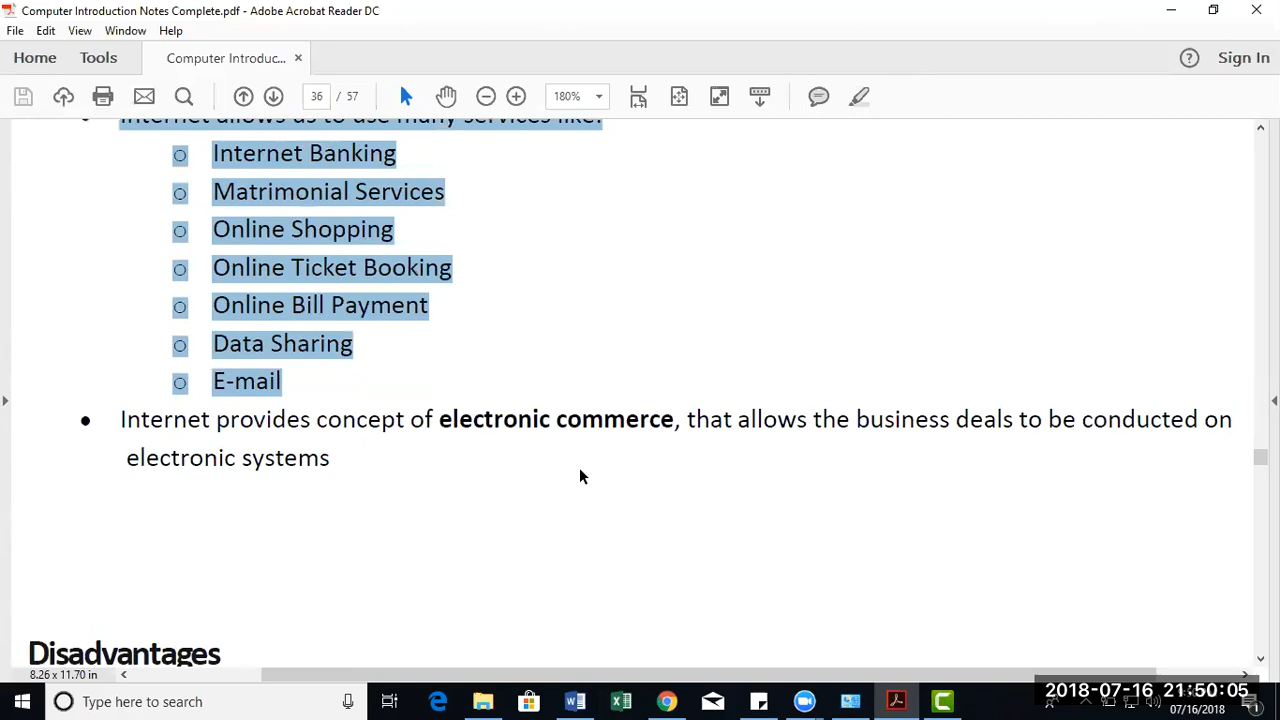 Computer Introduction Notes Complete.pdf - Adobe Acrobat Reader DC
File Edit View Window Help
Home Tools Computer Introduc... × Sign In
36 / 57 180%
Internet allows us to use many services like:
Internet Banking
Matrimonial Services
Online Shopping
Online Ticket Booking
Online Bill Payment
Data Sharing
E-mail
Internet provides concept of electronic commerce, that allows the business deals to be conducted on
electronic systems
Disadvantages
8.26 x 11.70 in
Type here to search
2018-07-16 21:50:05
07/16/2018